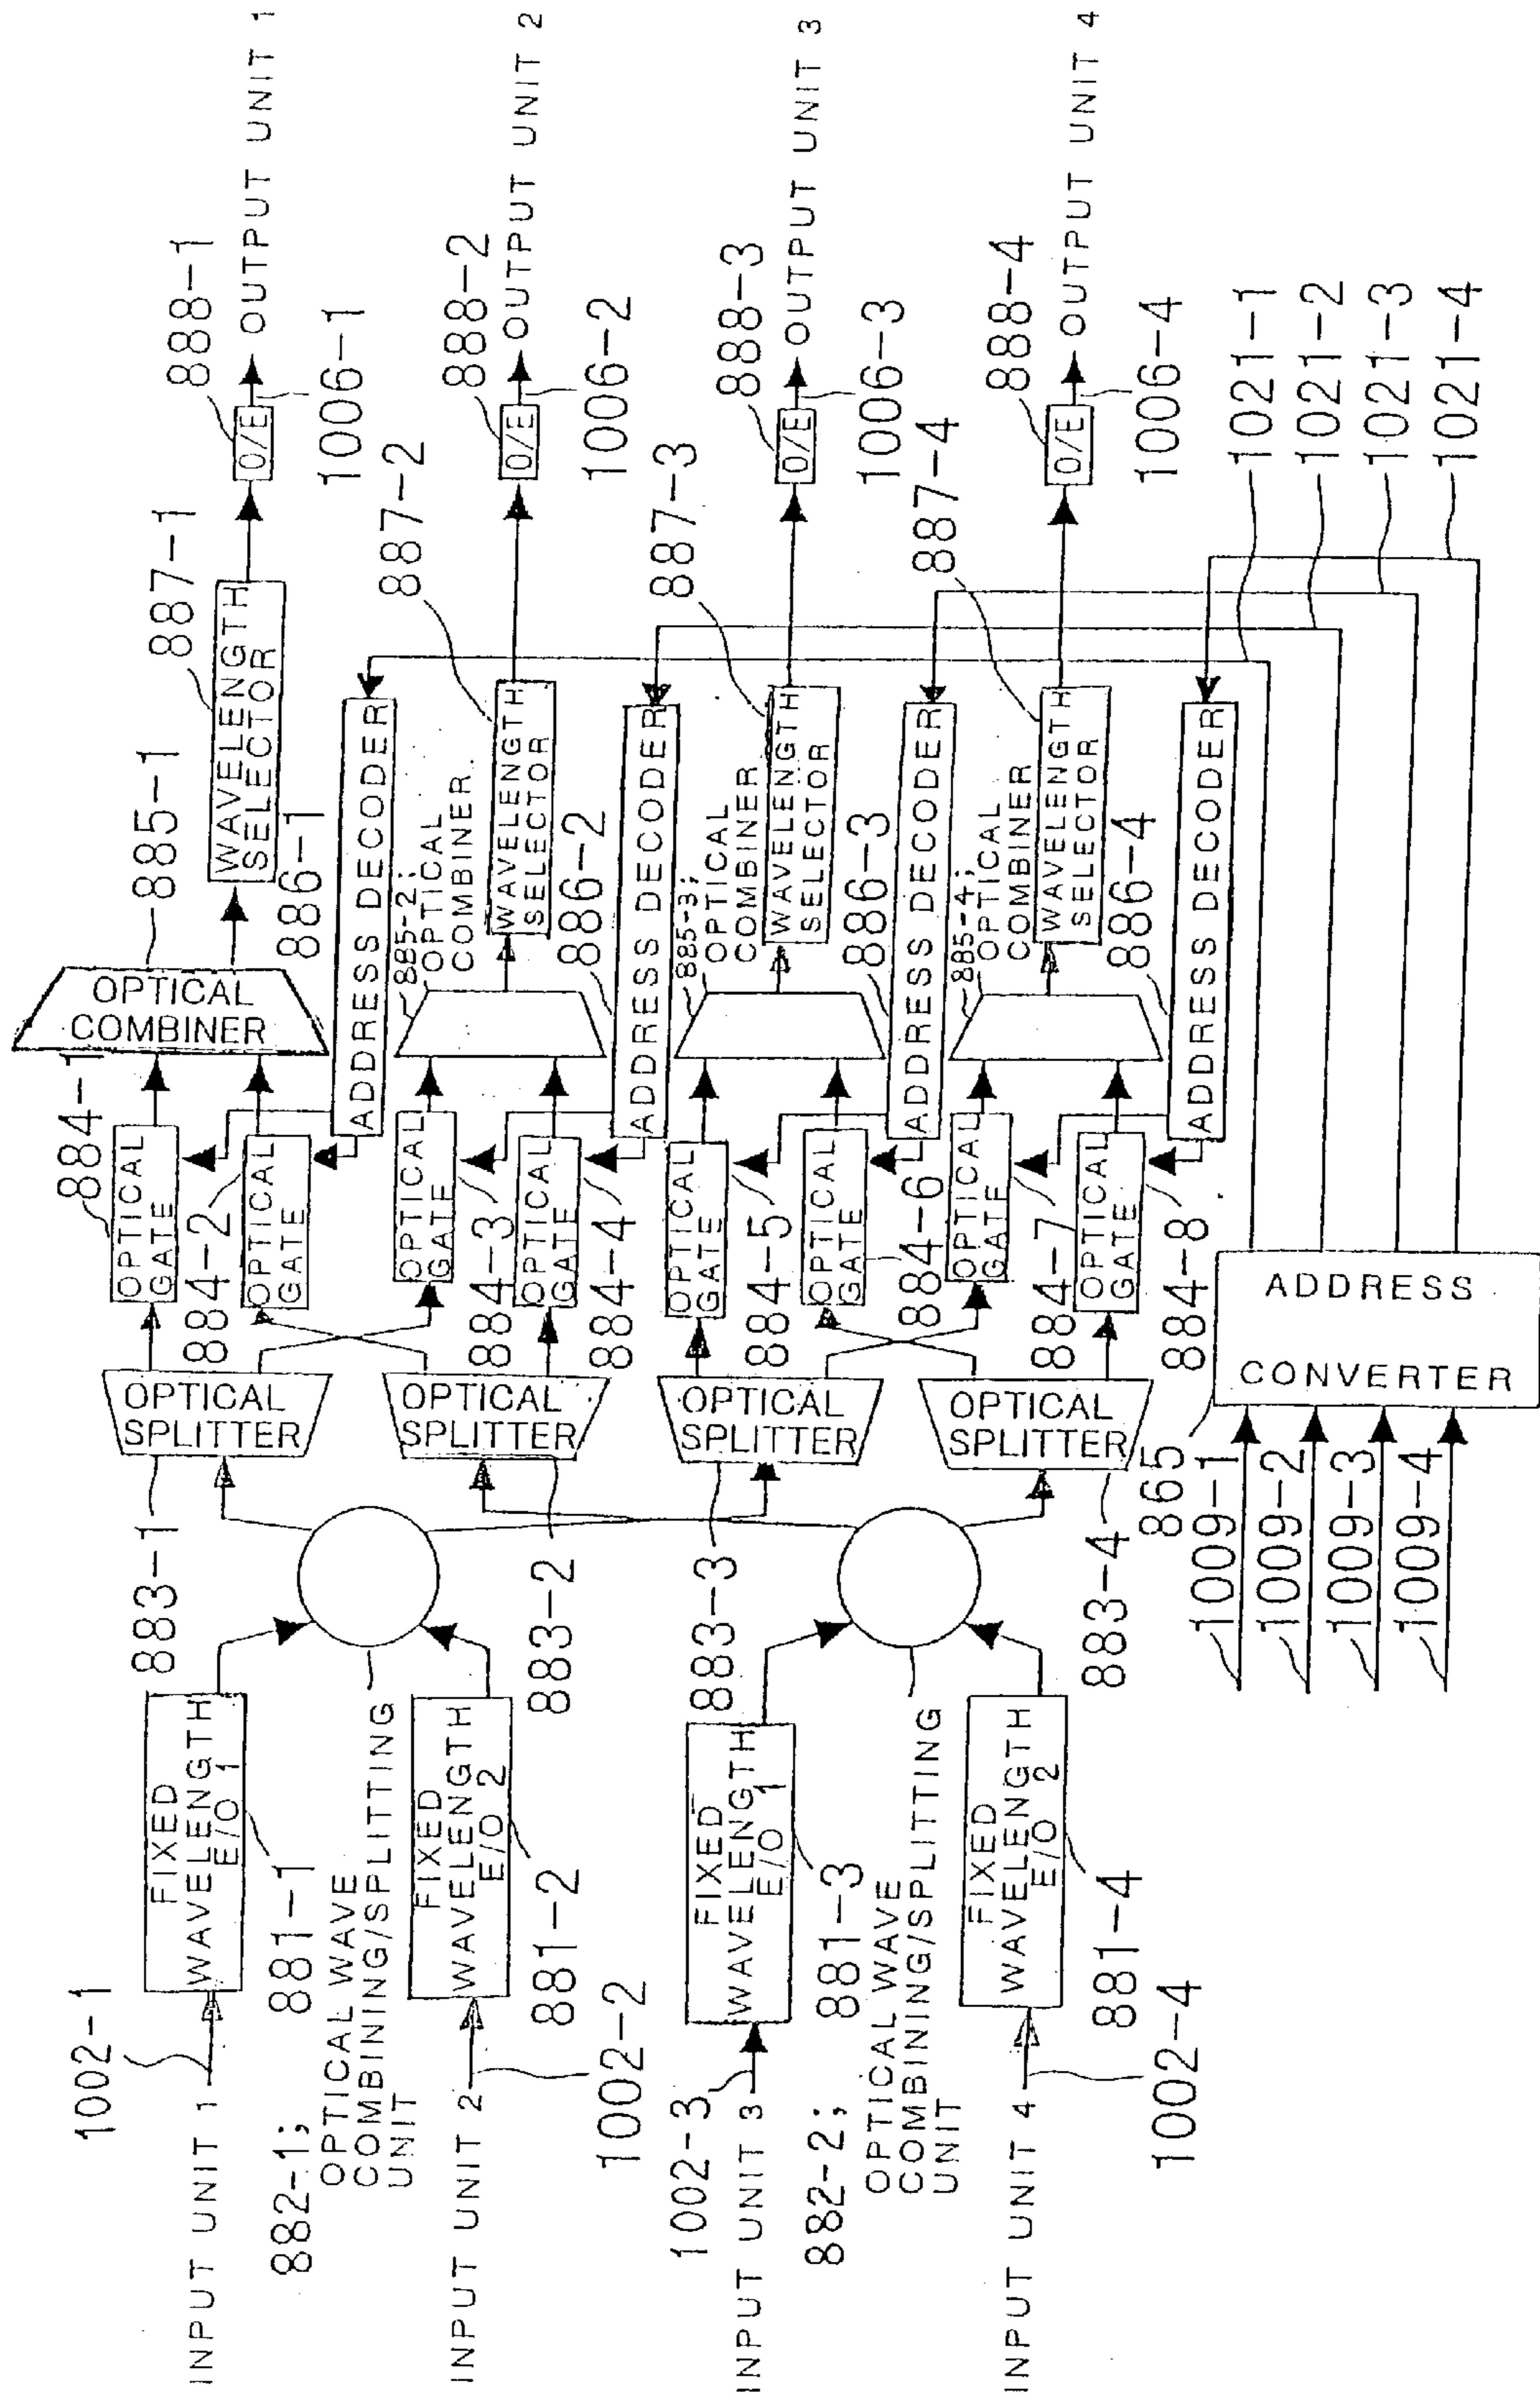 INPUT UNIT 1
1002-1
FIXED
WAVELENGTH
E/O 1
881-1
882-1;
OPTICAL WAVE
COMBINING/SPLITTING
UNIT
INPUT UNIT 2
1002-2
FIXED
WAVELENGTH
E/O 2
881-2
INPUT UNIT 3
1002-3
FIXED
WAVELENGTH
E/O 1
881-3
882-2;
OPTICAL WAVE
COMBINING/SPLITTING
UNIT
INPUT UNIT 4
1002-4
FIXED
WAVELENGTH
E/O 2
881-4
883-1
OPTICAL
SPLITTER
883-2
OPTICAL
SPLITTER
883-3
OPTICAL
SPLITTER
883-4
OPTICAL
SPLITTER
884-1
OPTICAL
GATE
884-2
OPTICAL
GATE
884-3
OPTICAL
GATE
884-4
OPTICAL
GATE
884-5
OPTICAL
GATE
884-6
OPTICAL
GATE
884-7
OPTICAL
GATE
884-8
OPTICAL
GATE
OPTICAL
COMBINER
885-1
886-1
ADDRESS DECODER
885-2;
OPTICAL
COMBINER
886-2
ADDRESS DECODER
885-3;
OPTICAL
COMBINER
886-3
ADDRESS DECODER
885-4;
OPTICAL
COMBINER
886-4
ADDRESS DECODER
WAVELENGTH
SELECTOR
887-1
WAVELENGTH
SELECTOR
887-2
WAVELENGTH
SELECTOR
887-3
WAVELENGTH
SELECTOR
887-4
O/E
888-1
1006-1
OUTPUT UNIT 1
O/E
888-2
1006-2
OUTPUT UNIT 2
O/E
888-3
1006-3
OUTPUT UNIT 3
O/E
888-4
1006-4
OUTPUT UNIT 4
865
1009-1
1009-2
1009-3
1009-4
ADDRESS
CONVERTER
1021-1
1021-2
1021-3
1021-4